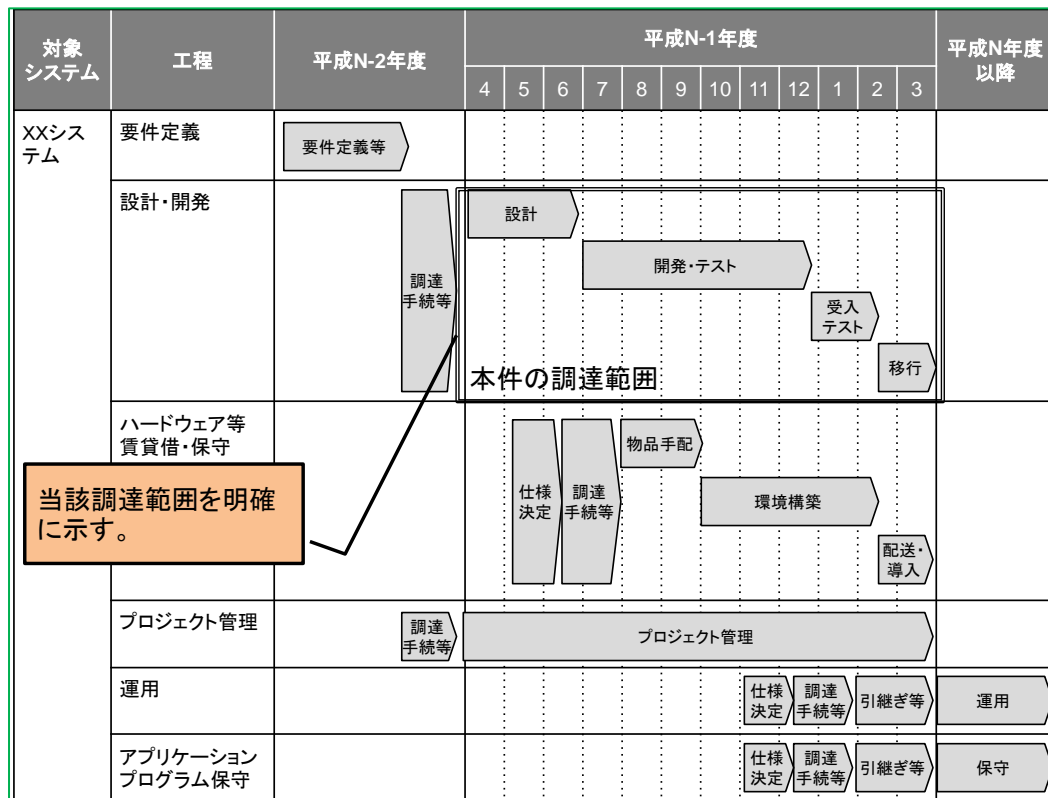 対象
システム
工程
平成N-2年度
平成N-1年度
平成N年度
以降
4 5 6 7 8 9 10 11 12 1 2 3
XXシス
テム
要件定義
要件定義等
設計・開発
調達
手続等
設計
開発・テスト
受入
テスト
移行
本件の調達範囲
ハードウェア等
賃貸借・保守
仕様
決定
調達
手続等
物品手配
環境構築
配送・
導入
当該調達範囲を明確
に示す。
プロジェクト管理
調達
手続等
プロジェクト管理
運用
仕様
決定
調達
手続等
引継ぎ等
運用
アプリケーション
プログラム保守
仕様
決定
調達
手続等
引継ぎ等
保守